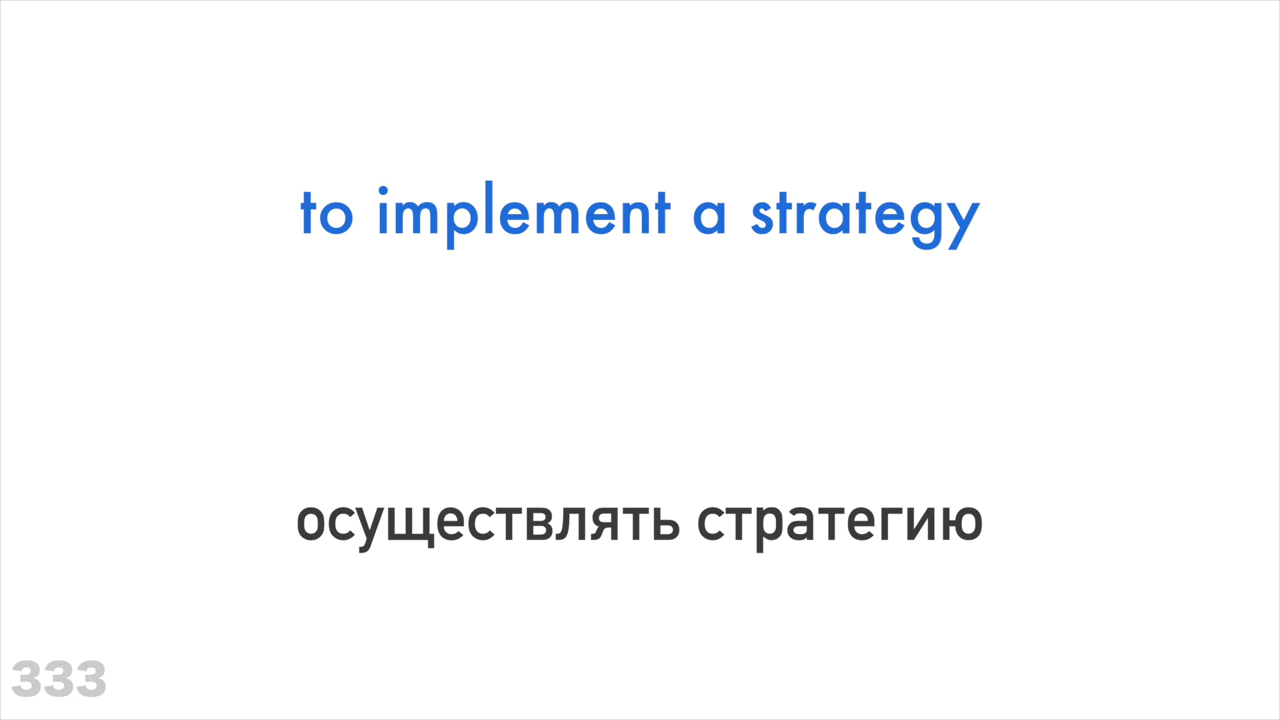 to implement a strategy
осуществлять стратегию
333